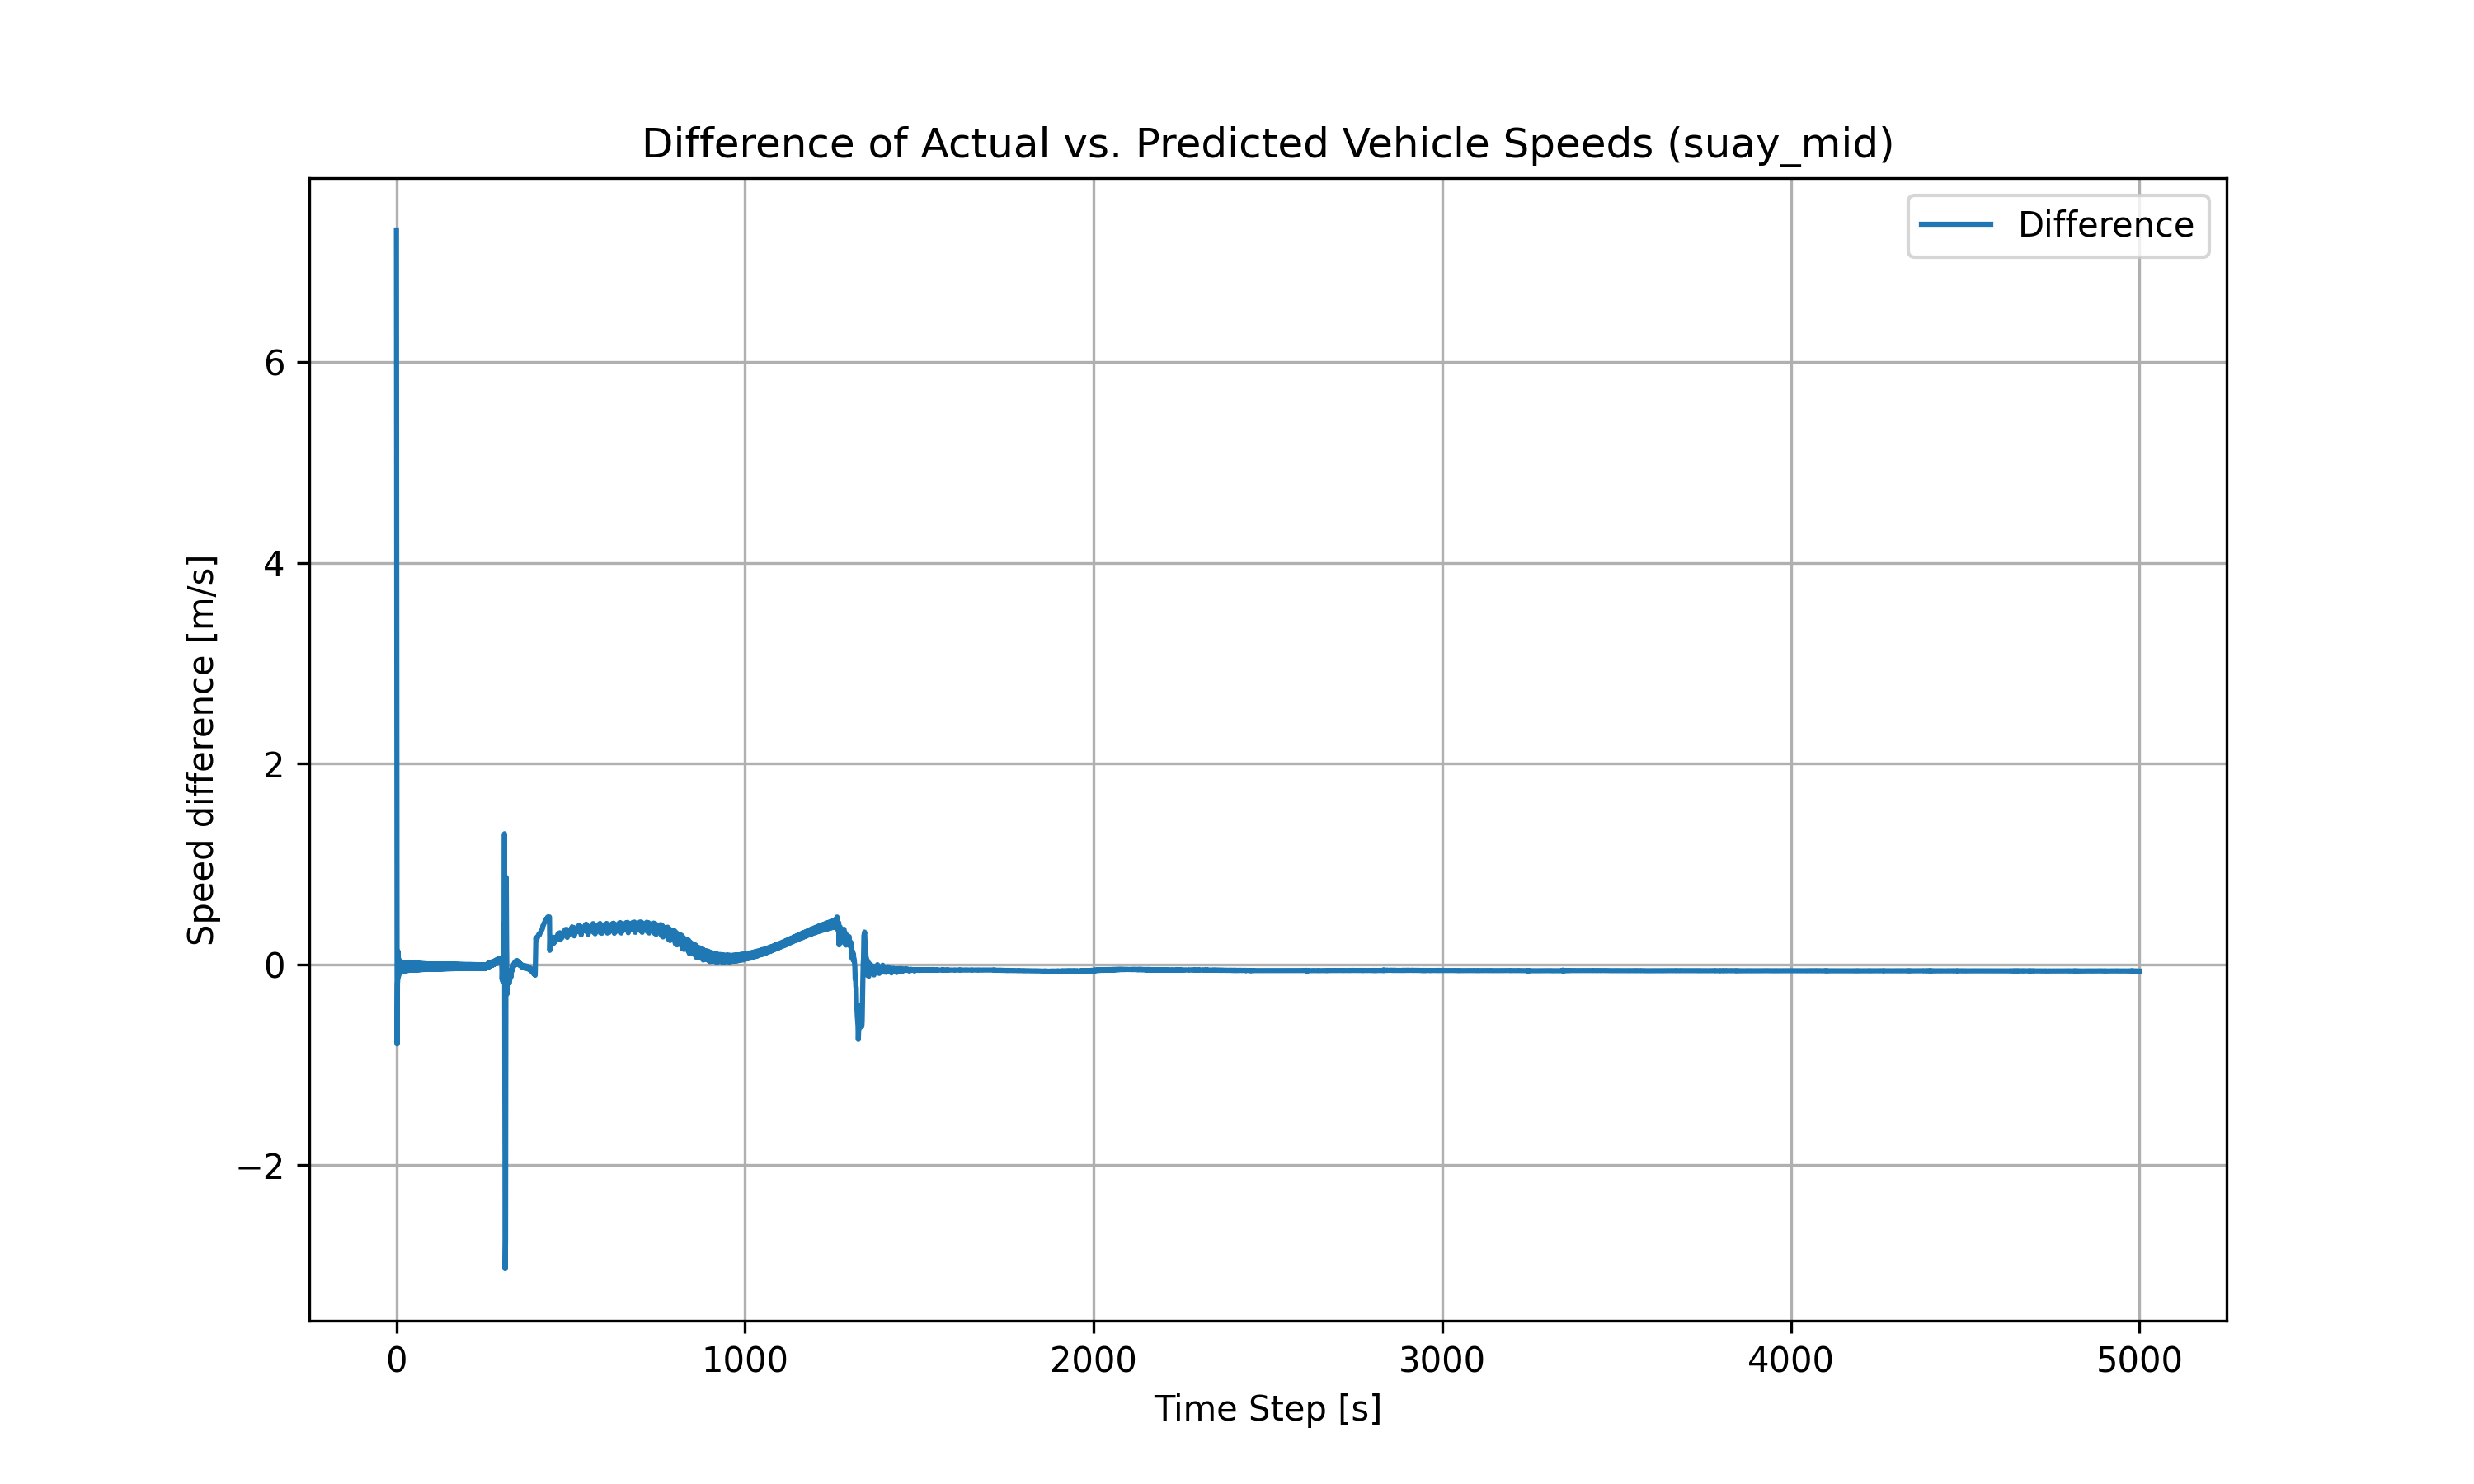 Difference of Actual vs. Predicted Vehicle Speeds (suay_mid)
Difference
Speed difference [m/s]
6
4
2
0
−2
0 1000 2000 3000 4000 5000
Time Step [s]